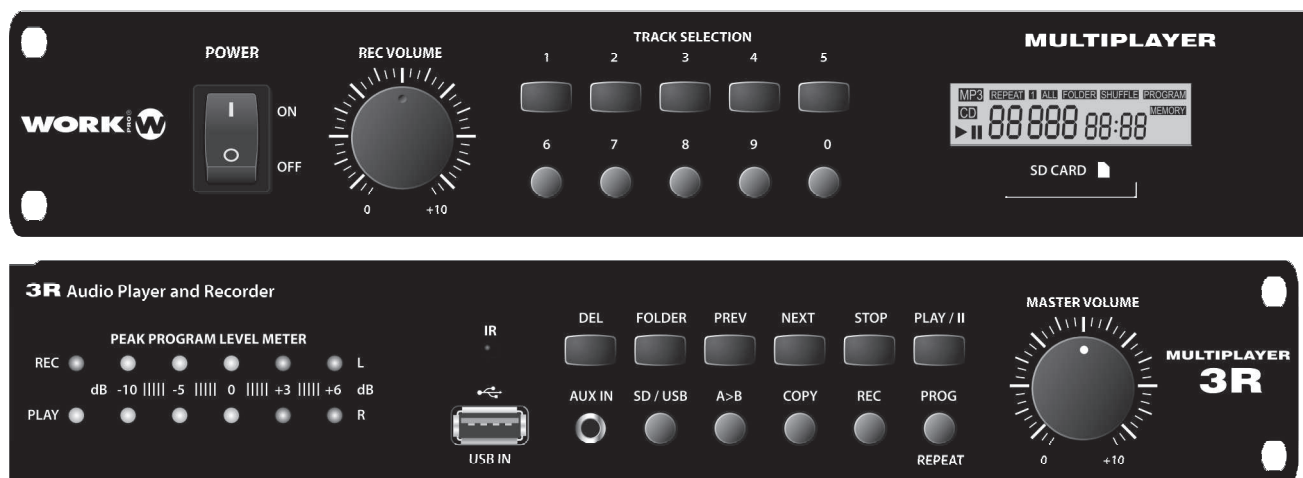 POWER
REC VOLUME
TRACK SELECTION
MULTIPLAYER
1 2 3 4 5
MP3 REPEAT 1 ALL FOLDER SHUFFLE PROGRAM
CD 88888 88:88 MEMORY
WORK PRO W
ON
OFF
6 7 8 9 0
SD CARD
0 +10
3R Audio Player and Recorder
MASTER VOLUME
DEL FOLDER PREV NEXT STOP PLAY / II
IR
PEAK PROGRAM LEVEL METER
REC L
MULTIPLAYER
3R
dB -10 -5 0 +3 +6 dB
AUX IN SD / USB A>B COPY REC PROG
PLAY R
USB IN
REPEAT
0 +10